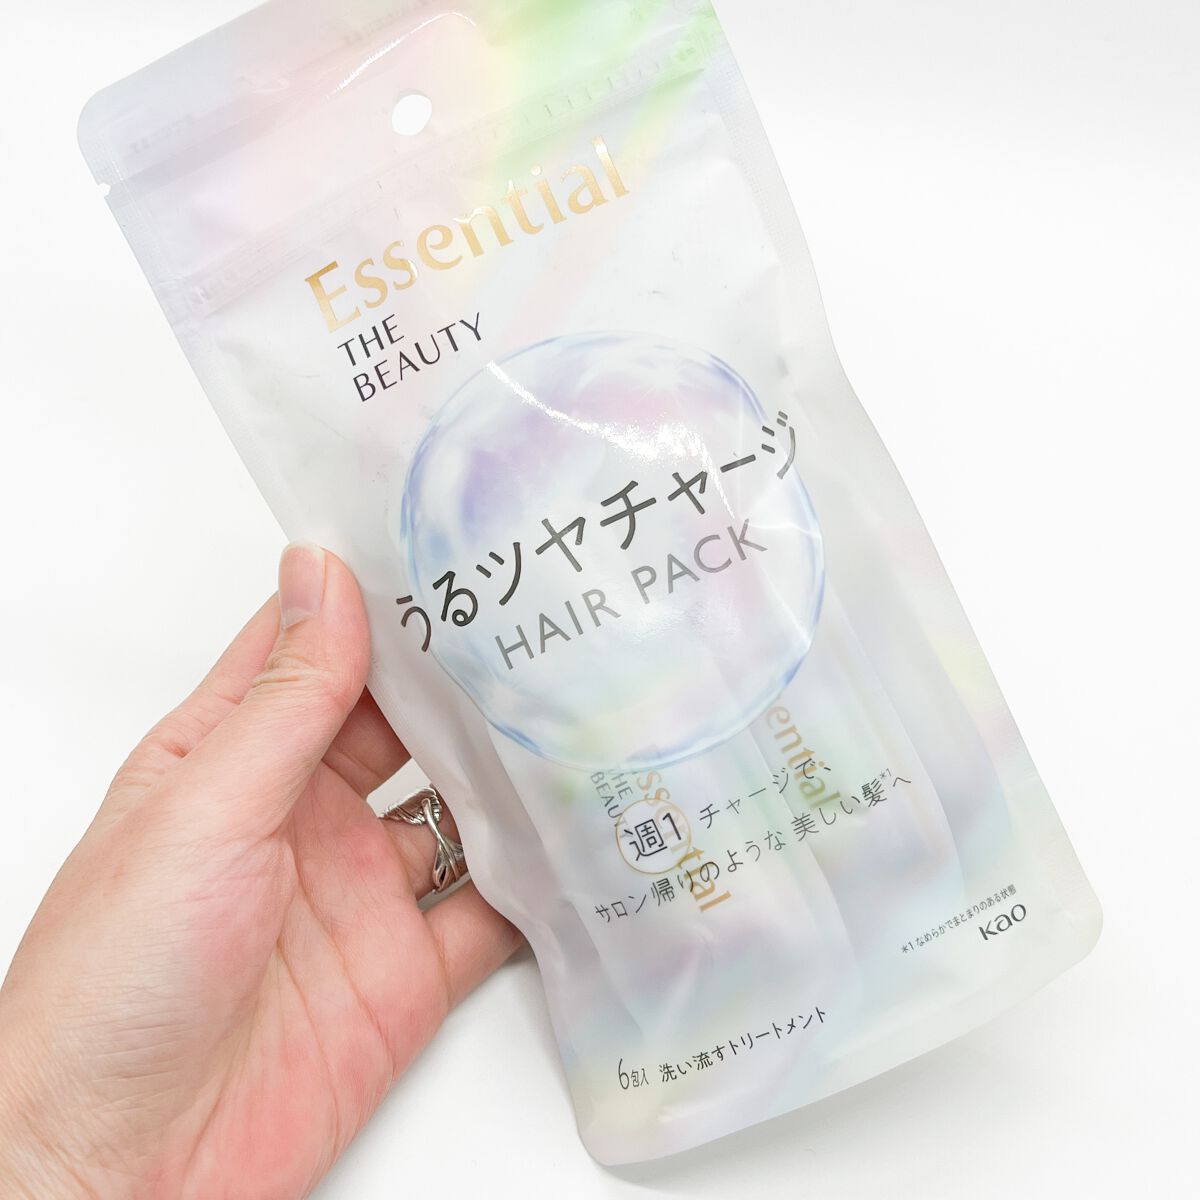 Essential
THE
BEAUTY
うるツヤチャージ
HAIR PACK
Essential
THE
BEAUTY
週1 チャージで、
サロン帰りのような 美しい髪*1へ
*1 なめらかでまとまりのある状態
Kao
6包入 洗い流すトリートメント